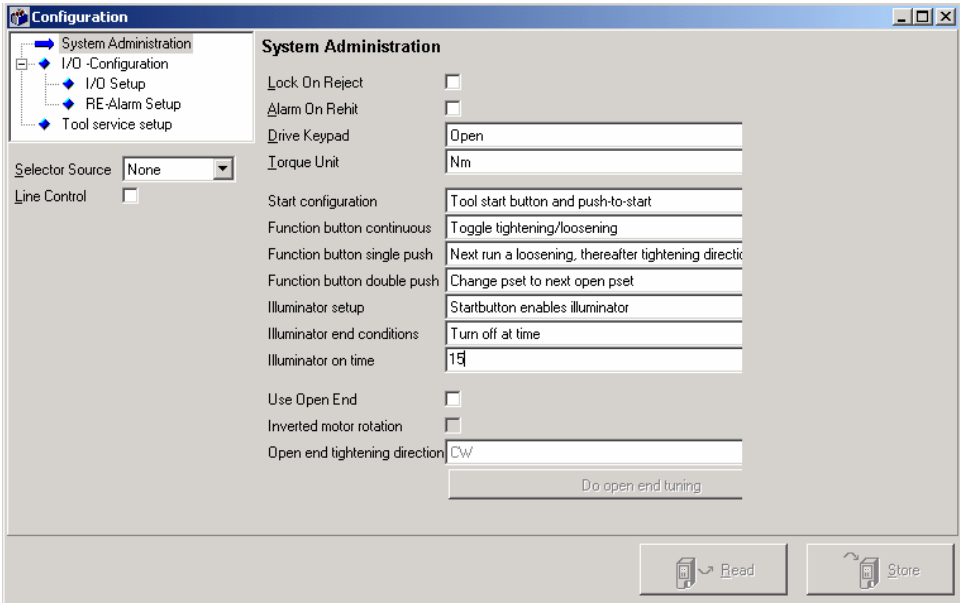 Configuration
System Administration
I/O -Configuration
I/O Setup
RE-Alarm Setup
Tool service setup
Selector Source None
Line Control
System Administration
Lock On Reject
Alarm On Rehit
Drive Keypad Open
Torque Unit Nm
Start configuration Tool start button and push-to-start
Function button continuous Toggle tightening/loosening
Function button single push Next run a loosening, thereafter tightening directio
Function button double push Change pset to next open pset
Illuminator setup Startbutton enables illuminator
Illuminator end conditions Turn off at time
Illuminator on time 15
Use Open End
Inverted motor rotation
Open end tightening direction CW
Do open end tuning
Read
Store